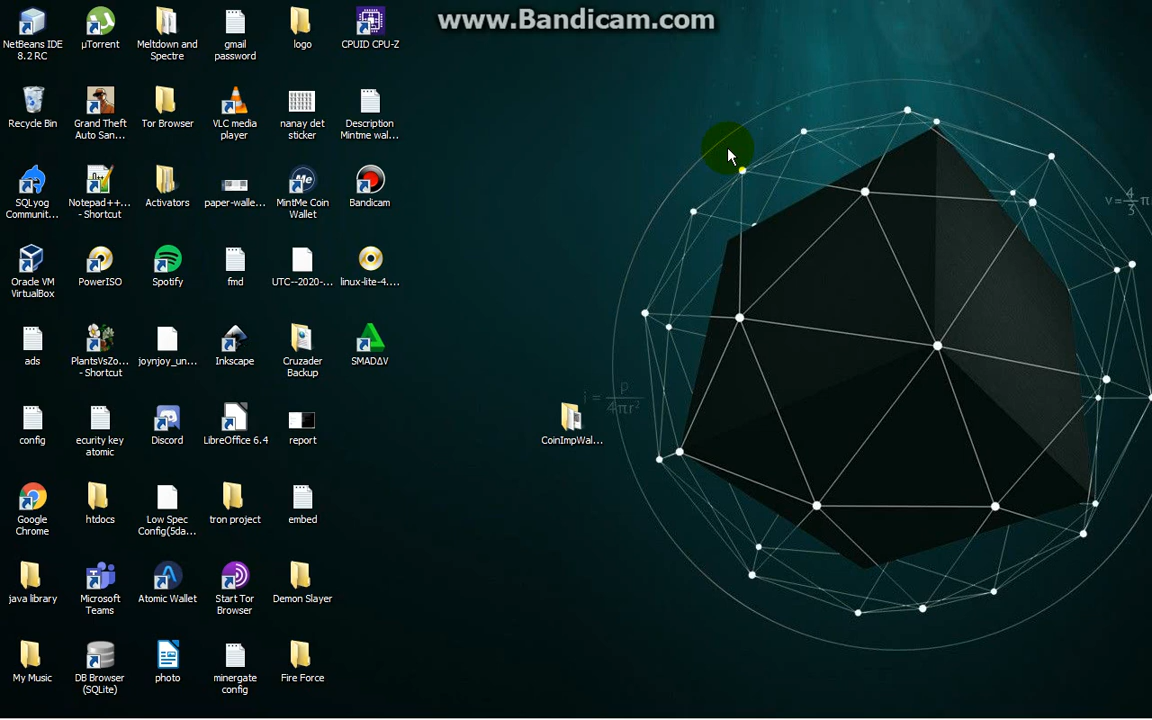 www.Bandicam.com
NetBeans IDE
8.2 RC
µTorrent
Meltdown and
Spectre
gmail
password
logo
CPUID CPU-Z
Recycle Bin
Grand Theft
Auto San...
Tor Browser
VLC media
player
nanay det
sticker
Description
Mintme wal...
SQLyog
Communit...
Notepad++...
- Shortcut
Activators
paper-walle...
MintMe Coin
Wallet
Bandicam
Oracle VM
VirtualBox
PowerISO
Spotify
fmd
UTC--2020-...
linux-lite-4....
ads
PlantsVsZo...
- Shortcut
joynjoy_un...
Inkscape
Cruzader
Backup
SMADΔV
config
ecurity key
atomic
Discord
LibreOffice 6.4
report
CoinImpWal...
Google
Chrome
htdocs
Low Spec
Config(5da...
tron project
embed
java library
Microsoft
Teams
Atomic Wallet
Start Tor
Browser
Demon Slayer
My Music
DB Browser
(SQLite)
photo
minergate
config
Fire Force
v=4/3π
i = p/4πr²